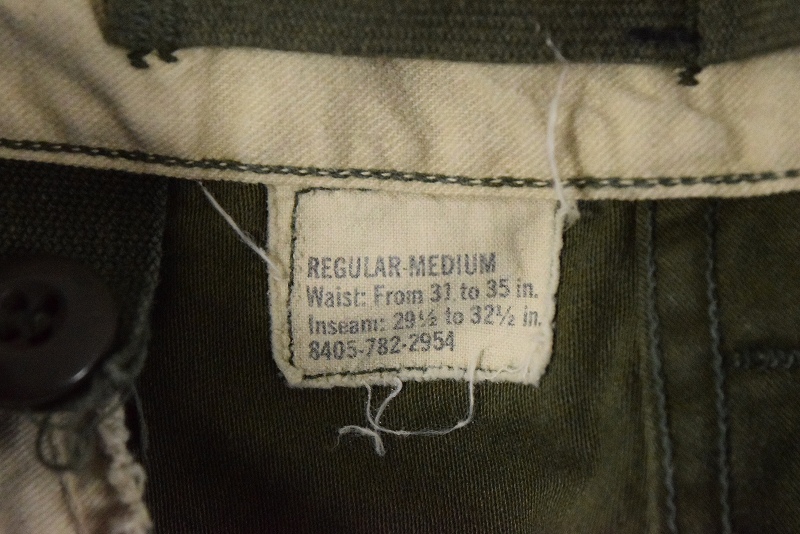 REGULAR-MEDIUM
Waist: From 31 to 35 in.
Inseam: 29½ to 32½ in.
8405-782-2954